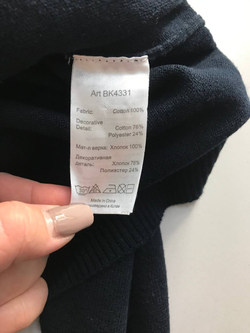 Art BK4331
Fabric: Cotton 100%
Decorative
Detail: Cotton 76%
Polyester 24%
Мат-л верха: Хлопок 100%
Декоративная
деталь: Хлопок 76%
Полиэстер 24%
Made in China